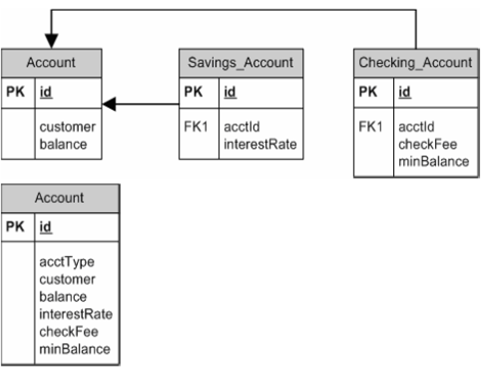 Account
PK id
customer
balance
Savings_Account
PK id
FK1 acctId
interestRate
Checking_Account
PK id
FK1 acctId
checkFee
minBalance
Account
PK id
acctType
customer
balance
interestRate
checkFee
minBalance